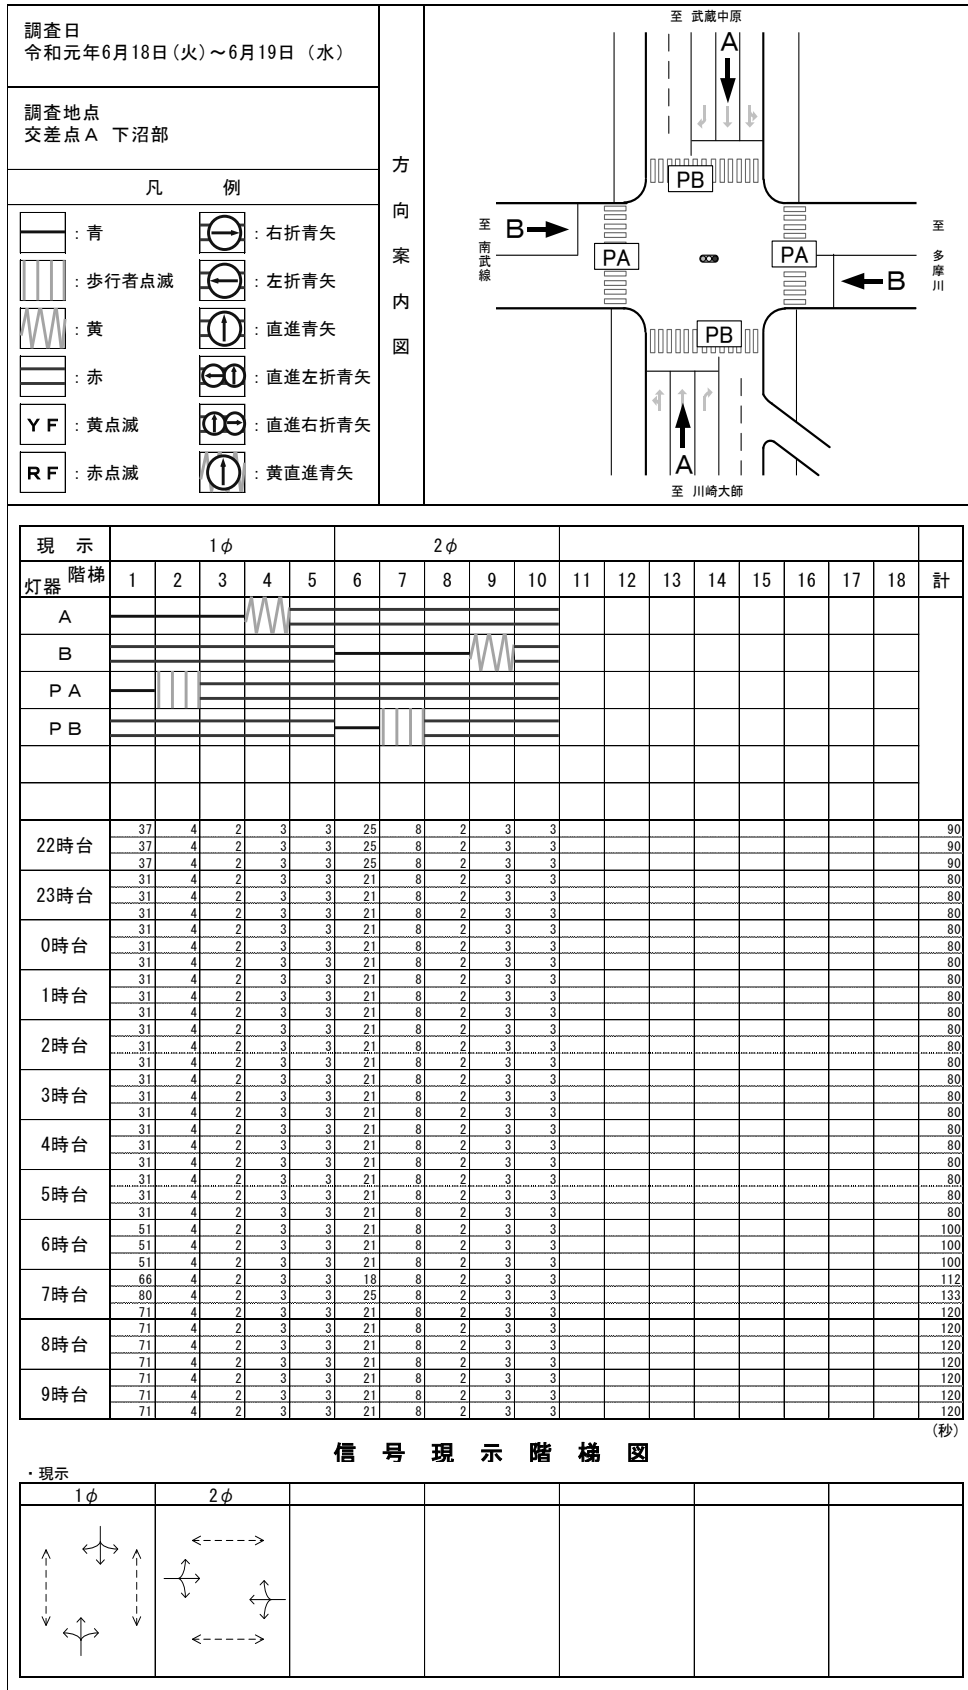 調査日
令和元年6月18日(火)～6月19日 (水)
調査地点
交差点A 下沼部
凡 例
：青
：右折青矢
：歩行者点滅
：左折青矢
：黄
：直進青矢
：赤
：直進左折青矢
YF ：黄点滅
：直進右折青矢
RF ：赤点滅
：黄直進青矢
方向案内図
至 武蔵中原
A
PB
至 南武線
B
PA
PA
B
至 多摩川
PB
A
至 川崎大師
現 示 1φ 2φ
灯器 階梯 1 2 3 4 5 6 7 8 9 10 11 12 13 14 15 16 17 18 計
A
B
PA
PB
22時台
37 4 2 3 3 25 8 2 3 3 90
37 4 2 3 3 25 8 2 3 3 90
37 4 2 3 3 25 8 2 3 3 90
23時台
31 4 2 3 3 21 8 2 3 3 80
31 4 2 3 3 21 8 2 3 3 80
31 4 2 3 3 21 8 2 3 3 80
0時台
31 4 2 3 3 21 8 2 3 3 80
31 4 2 3 3 21 8 2 3 3 80
31 4 2 3 3 21 8 2 3 3 80
1時台
31 4 2 3 3 21 8 2 3 3 80
31 4 2 3 3 21 8 2 3 3 80
31 4 2 3 3 21 8 2 3 3 80
2時台
31 4 2 3 3 21 8 2 3 3 80
31 4 2 3 3 21 8 2 3 3 80
31 4 2 3 3 21 8 2 3 3 80
3時台
31 4 2 3 3 21 8 2 3 3 80
31 4 2 3 3 21 8 2 3 3 80
31 4 2 3 3 21 8 2 3 3 80
4時台
31 4 2 3 3 21 8 2 3 3 80
31 4 2 3 3 21 8 2 3 3 80
31 4 2 3 3 21 8 2 3 3 80
5時台
31 4 2 3 3 21 8 2 3 3 80
31 4 2 3 3 21 8 2 3 3 80
31 4 2 3 3 21 8 2 3 3 80
6時台
51 4 2 3 3 21 8 2 3 3 100
51 4 2 3 3 21 8 2 3 3 100
51 4 2 3 3 21 8 2 3 3 100
7時台
66 4 2 3 3 18 8 2 3 3 112
80 4 2 3 3 25 8 2 3 3 133
71 4 2 3 3 21 8 2 3 3 120
8時台
71 4 2 3 3 21 8 2 3 3 120
71 4 2 3 3 21 8 2 3 3 120
71 4 2 3 3 21 8 2 3 3 120
9時台
71 4 2 3 3 21 8 2 3 3 120
71 4 2 3 3 21 8 2 3 3 120
71 4 2 3 3 21 8 2 3 3 120
(秒)
信号現示階梯図
・現示
1φ 2φ